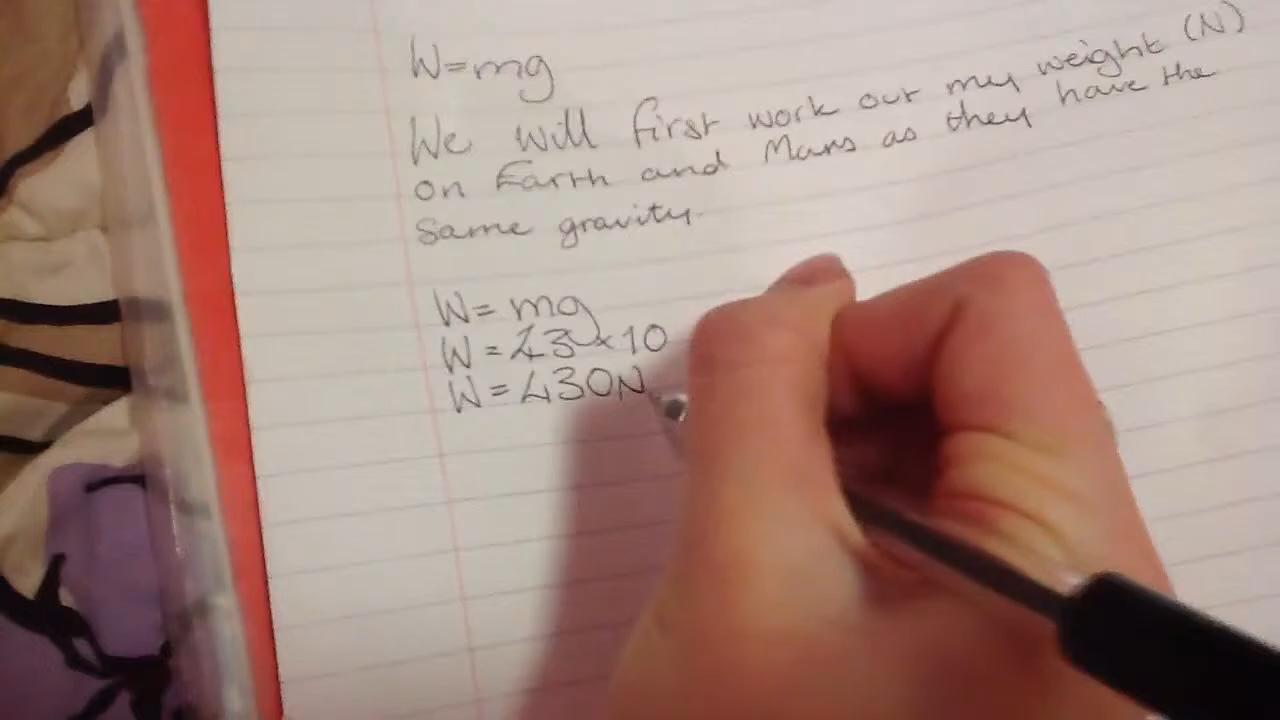 W=mg
We will first work out my weight (N)
on Earth and Mars as they have the
same gravity.
W= mg
W = 43 x 10
W = 430N